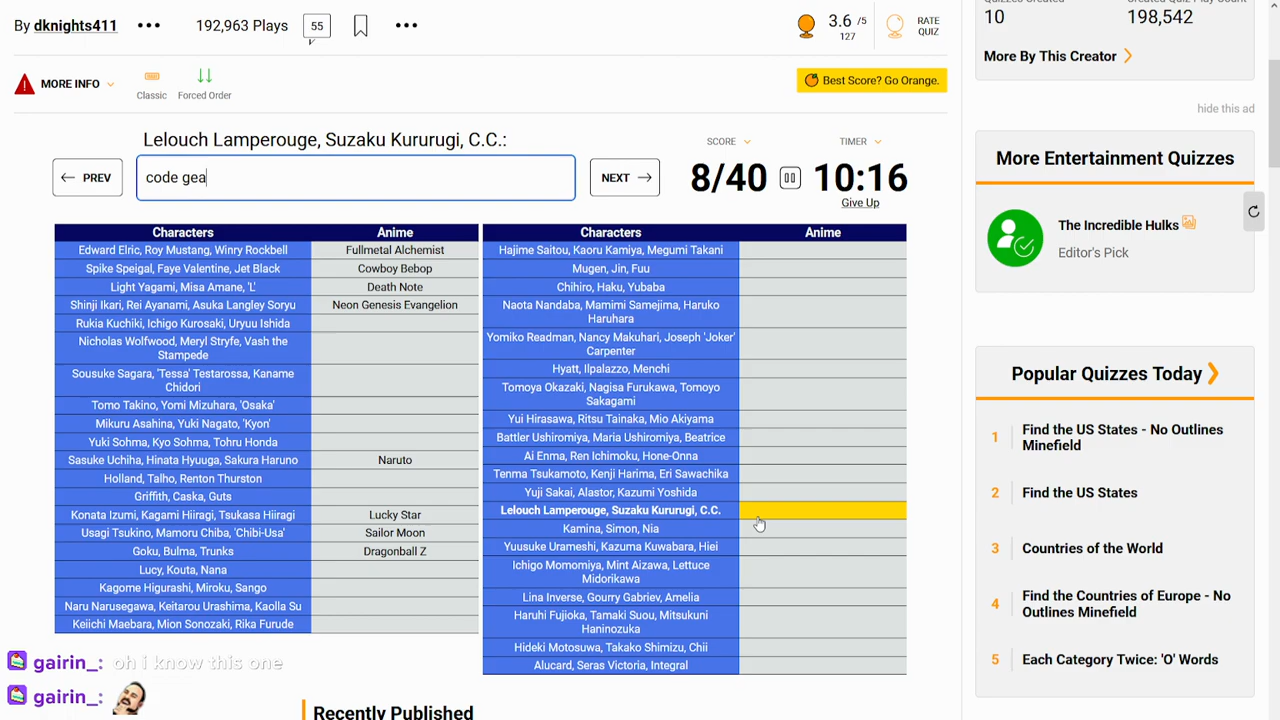 By dknights411 ••• 192,963 Plays 55 •••
3.6 /5
127
RATE
QUIZ
MORE INFO
Classic
Forced Order
Best Score? Go Orange.
Lelouch Lamperouge, Suzaku Kururugi, C.C.:
← PREV
code gea
NEXT →
SCORE
8/40
TIMER
10:16
Give Up
Characters Anime
Edward Elric, Roy Mustang, Winry Rockbell Fullmetal Alchemist
Spike Speigal, Faye Valentine, Jet Black Cowboy Bebop
Light Yagami, Misa Amane, 'L' Death Note
Shinji Ikari, Rei Ayanami, Asuka Langley Soryu Neon Genesis Evangelion
Rukia Kuchiki, Ichigo Kurosaki, Uryuu Ishida
Nicholas Wolfwood, Meryl Stryfe, Vash the
Stampede
Sousuke Sagara, 'Tessa' Testarossa, Kaname
Chidori
Tomo Takino, Yomi Mizuhara, 'Osaka'
Mikuru Asahina, Yuki Nagato, 'Kyon'
Yuki Sohma, Kyo Sohma, Tohru Honda
Sasuke Uchiha, Hinata Hyuuga, Sakura Haruno Naruto
Holland, Talho, Renton Thurston
Griffith, Caska, Guts
Konata Izumi, Kagami Hiiragi, Tsukasa Hiiragi Lucky Star
Usagi Tsukino, Mamoru Chiba, 'Chibi-Usa' Sailor Moon
Goku, Bulma, Trunks Dragonball Z
Lucy, Kouta, Nana
Kagome Higurashi, Miroku, Sango
Naru Narusegawa, Keitarou Urashima, Kaolla Su
Keiichi Maebara, Mion Sonozaki, Rika Furude
Characters Anime
Hajime Saitou, Kaoru Kamiya, Megumi Takani
Mugen, Jin, Fuu
Chihiro, Haku, Yubaba
Naota Nandaba, Mamimi Samejima, Haruko
Haruhara
Yomiko Readman, Nancy Makuhari, Joseph 'Joker'
Carpenter
Hyatt, Ilpalazzo, Menchi
Tomoya Okazaki, Nagisa Furukawa, Tomoyo
Sakagami
Yui Hirasawa, Ritsu Tainaka, Mio Akiyama
Battler Ushiromiya, Maria Ushiromiya, Beatrice
Ai Enma, Ren Ichimoku, Hone-Onna
Tenma Tsukamoto, Kenji Harima, Eri Sawachika
Yuji Sakai, Alastor, Kazumi Yoshida
Lelouch Lamperouge, Suzaku Kururugi, C.C.
Kamina, Simon, Nia
Yuusuke Urameshi, Kazuma Kuwabara, Hiei
Ichigo Momomiya, Mint Aizawa, Lettuce
Midorikawa
Lina Inverse, Gourry Gabriev, Amelia
Haruhi Fujioka, Tamaki Suou, Mitsukuni
Haninozuka
Hideki Motosuwa, Takako Shimizu, Chii
Alucard, Seras Victoria, Integral
gairin_: oh i know this one
gairin_:
Recently Published
10
198,542
More By This Creator
hide this ad
More Entertainment Quizzes
The Incredible Hulks
Editor's Pick
Popular Quizzes Today
1 Find the US States - No Outlines
Minefield
2 Find the US States
3 Countries of the World
4 Find the Countries of Europe - No
Outlines Minefield
5 Each Category Twice: 'O' Words